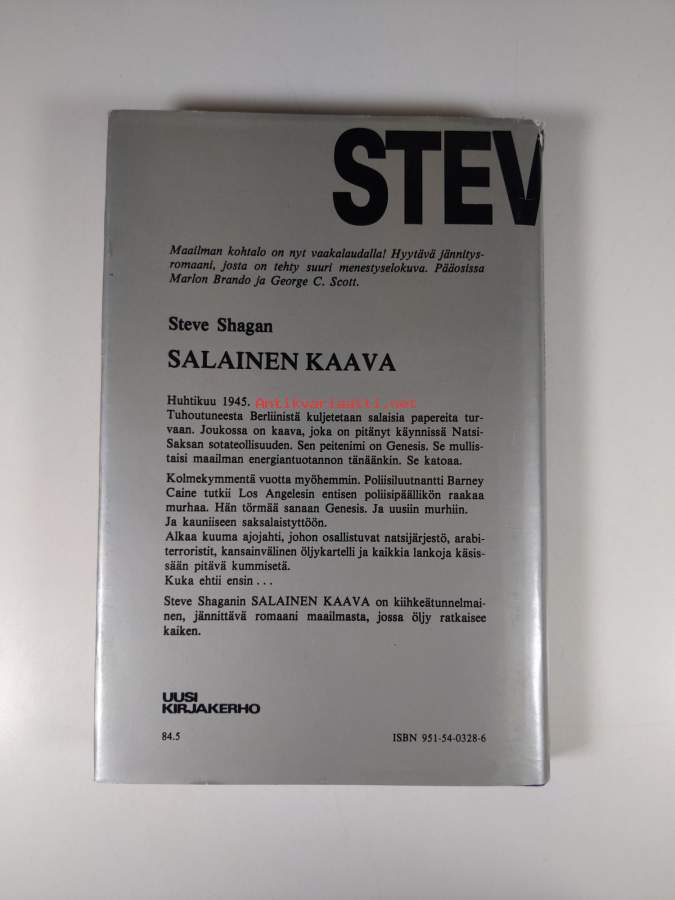 STEV
Maailman kohtalo on nyt vaakalaudalla! Hyytävä jännitys-
romaani, josta on tehty suuri menestyselokuva. Pääosissa
Marlon Brando ja George C. Scott.
Steve Shagan
SALAINEN KAAVA
Huhtikuu 1945.
Antikvariaatti.net
Tuhoutuneesta Berliinistä kuljetetaan salaisia papereita tur-
vaan. Joukossa on kaava, joka on pitänyt käynnissä Natsi-
Saksan sotateollisuuden. Sen peitenimi on Genesis. Se mullis-
taisi maailman energiantuotannon tänäänkin. Se katoaa.
Kolmekymmentä vuotta myöhemmin. Poliisiluutnantti Barney
Caine tutkii Los Angelesin entisen poliisipäällikön raakaa
murhaa. Hän törmää sanaan Genesis. Ja uusiin murhiin.
Ja kauniiseen saksalaistyttöön.
Alkaa kuuma ajojahti, johon osallistuvat natsijärjestö, arabi-
terroristit, kansainvälinen öljykartelli ja kaikkia lankoja käsis-
sään pitävä kummisetä.
Kuka ehtii ensin . . .
Steve Shaganin SALAINEN KAAVA on kiihkeätunnelmai-
nen, jännittävä romaani maailmasta, jossa öljy ratkaisee
kaiken.
UUSI
KIRJAKERHO
84.5
ISBN 951-54-0328-6